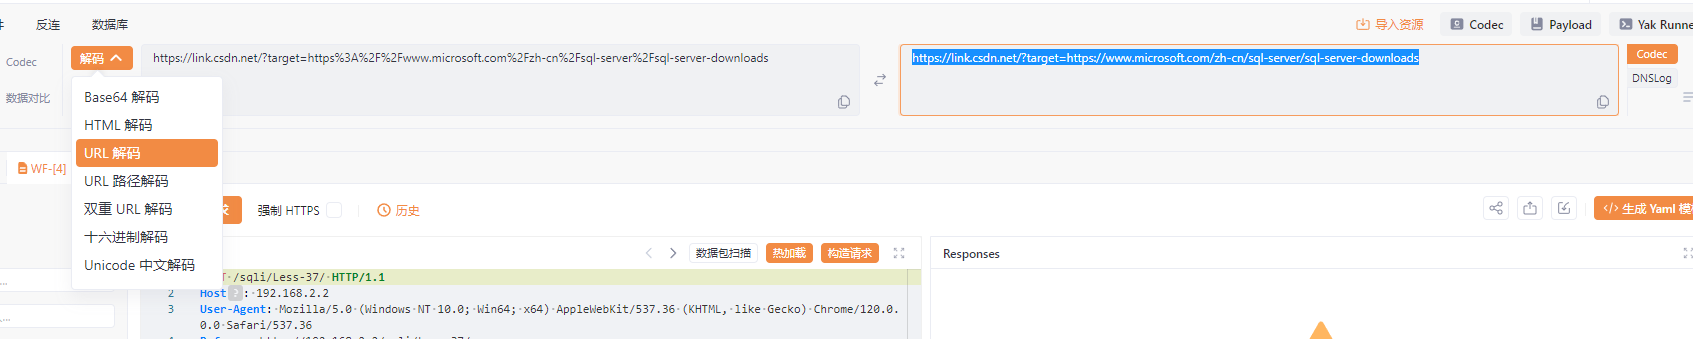 反连 数据库 导入资源 Codec Payload Yak Runne
Codec 解码 https://link.csdn.net/?target=https%3A%2F%2Fwww.microsoft.com%2Fzh-cn%2Fsql-server%2Fsql-server-downloads https://link.csdn.net/?target=https://www.microsoft.com/zh-cn/sql-server/sql-server-downloads Codec
DNSLog
数据对比
Base64 解码
HTML 解码
URL 解码
URL 路径解码
双重 URL 解码
十六进制解码
Unicode 中文解码
WF-[4]
强制 HTTPS 历史 </> 生成 Yaml 模
数据包扫描 热加载 构造请求 Responses
T /sqli/Less-37/ HTTP/1.1
2 Host ? : 192.168.2.2
3 User-Agent: Mozilla/5.0 (Windows NT 10.0; Win64; x64) AppleWebKit/537.36 (KHTML, like Gecko) Chrome/120.0.
0.0 Safari/537.36